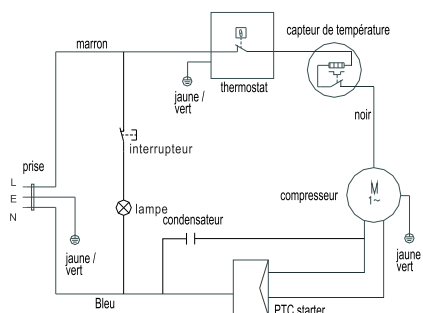 capteur de température
marron
thermostat
jaune /
vert
noir
interrupteur
prise
L
E
N
lampe
condensateur
compresseur
M
1~
jaune /
vert
jaune
vert
Bleu
PTC starter